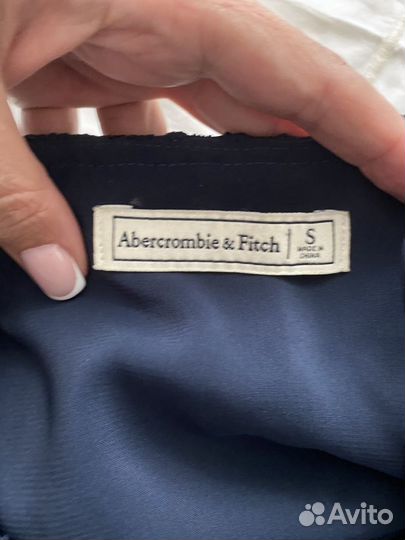 Abercrombie & Fitch
S
MADE IN
CHINA
Avito